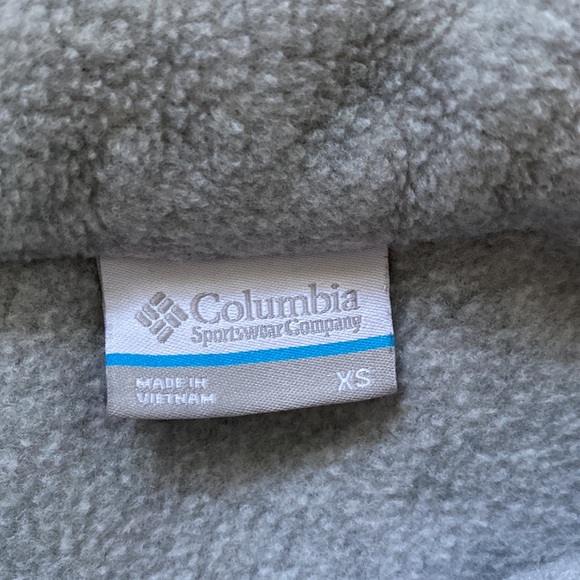 Columbia
Sportswear Company
MADE IN
VIETNAM
XS